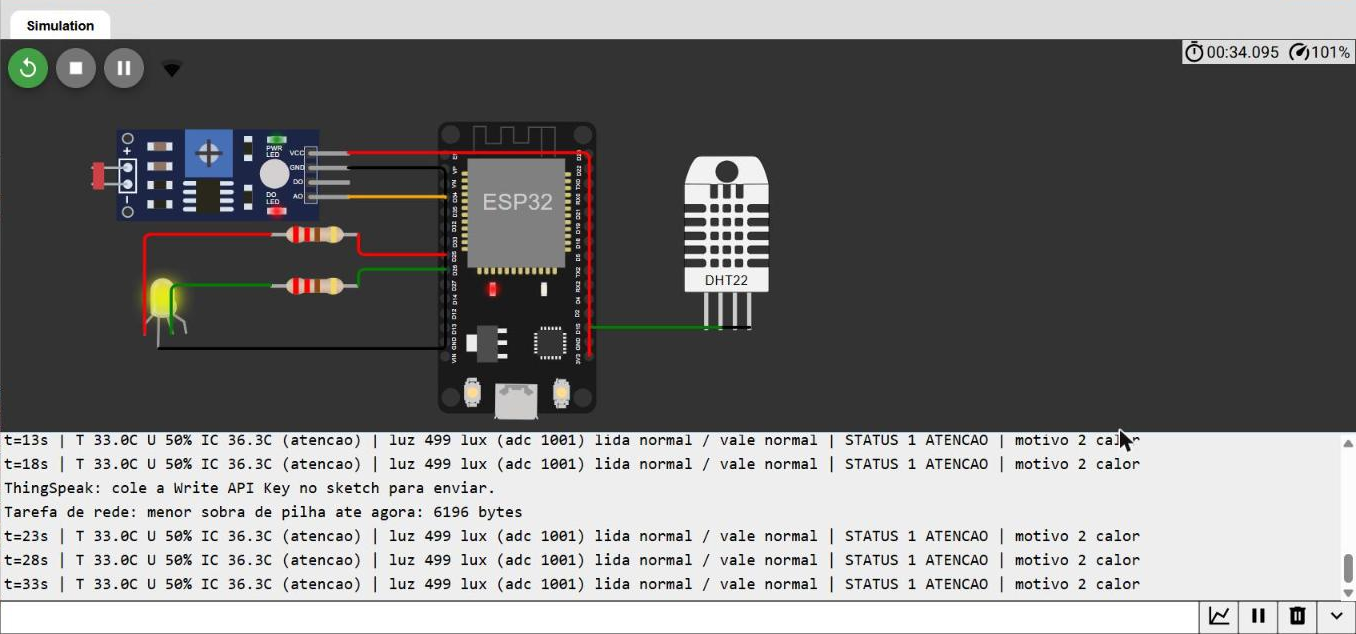 Simulation
00:34.095 101%
PWR
LED
VCC
GND
DO
AO
DO
LED
ESP32
DHT22
t=13s | T 33.0C U 50% IC 36.3C (atencao) | luz 499 lux (adc 1001) lida normal / vale normal | STATUS 1 ATENCAO | motivo 2 calor
t=18s | T 33.0C U 50% IC 36.3C (atencao) | luz 499 lux (adc 1001) lida normal / vale normal | STATUS 1 ATENCAO | motivo 2 calor
ThingSpeak: cole a Write API Key no sketch para enviar.
Tarefa de rede: menor sobra de pilha ate agora: 6196 bytes
t=23s | T 33.0C U 50% IC 36.3C (atencao) | luz 499 lux (adc 1001) lida normal / vale normal | STATUS 1 ATENCAO | motivo 2 calor
t=28s | T 33.0C U 50% IC 36.3C (atencao) | luz 499 lux (adc 1001) lida normal / vale normal | STATUS 1 ATENCAO | motivo 2 calor
t=33s | T 33.0C U 50% IC 36.3C (atencao) | luz 499 lux (adc 1001) lida normal / vale normal | STATUS 1 ATENCAO | motivo 2 calor